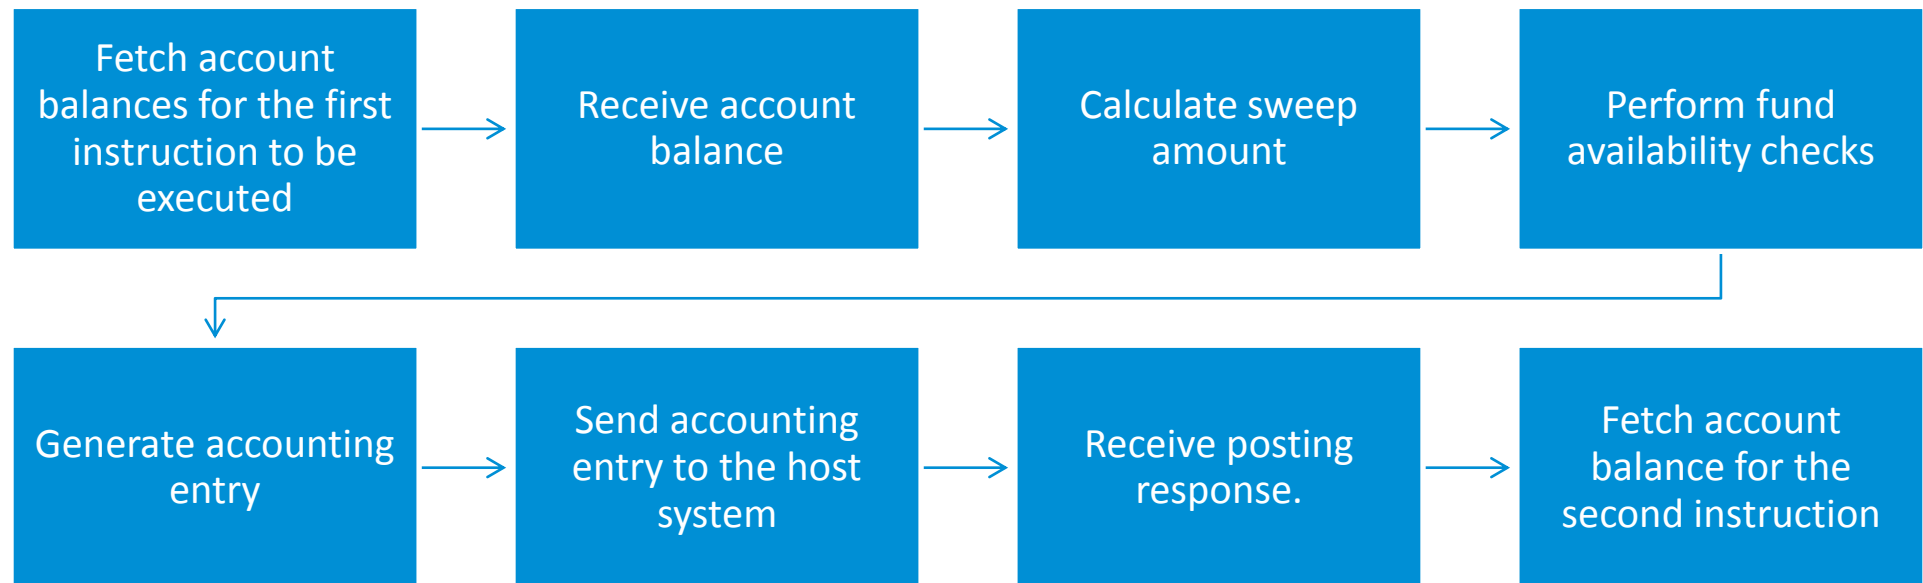 Fetch account
balances for the first
instruction to be
executed
Receive account
balance
Calculate sweep
amount
Perform fund
availability checks
Generate accounting
entry
Send accounting
entry to the host
system
Receive posting
response.
Fetch account
balance for the
second instruction